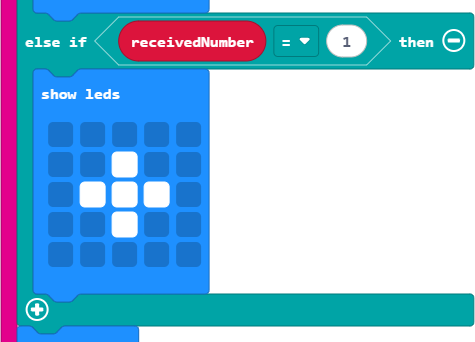 else if receivedNumber = 1 then
show leds